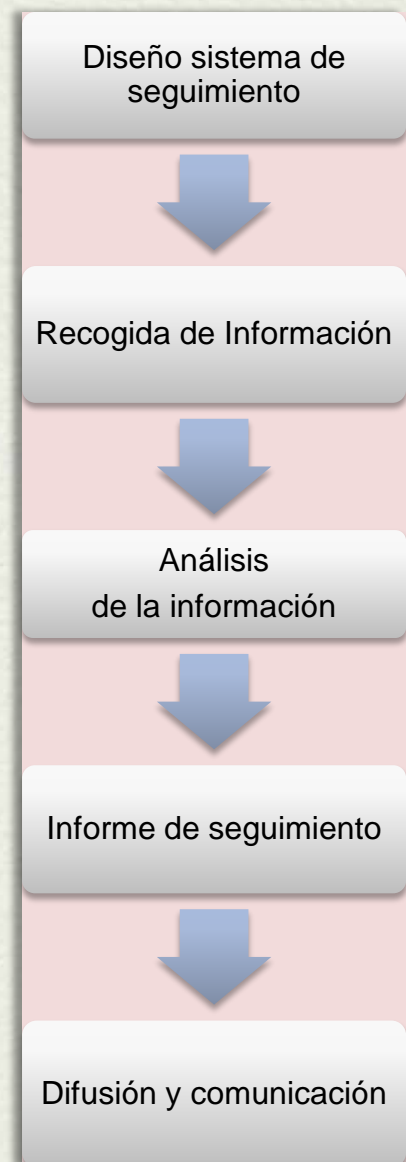 Diseño sistema de
seguimiento
Recogida de Información
Análisis
de la información
Informe de seguimiento
Difusión y comunicación